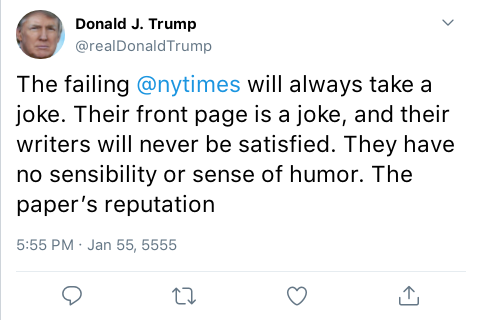 Donald J. Trump
@realDonaldTrump
The failing @nytimes will always take a
joke. Their front page is a joke, and their
writers will never be satisfied. They have
no sensibility or sense of humor. The
paper’s reputation
5:55 PM · Jan 55, 5555